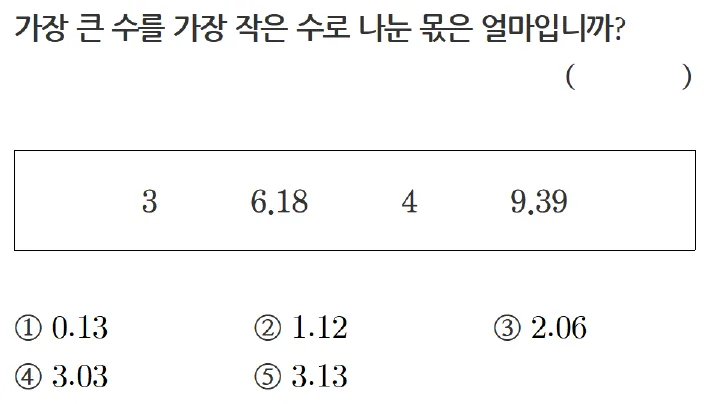 가장 큰 수를 가장 작은 수로 나눈 몫은 얼마입니까?
( )
3 6.18 4 9.39
① 0.13 ② 1.12 ③ 2.06
④ 3.03 ⑤ 3.13